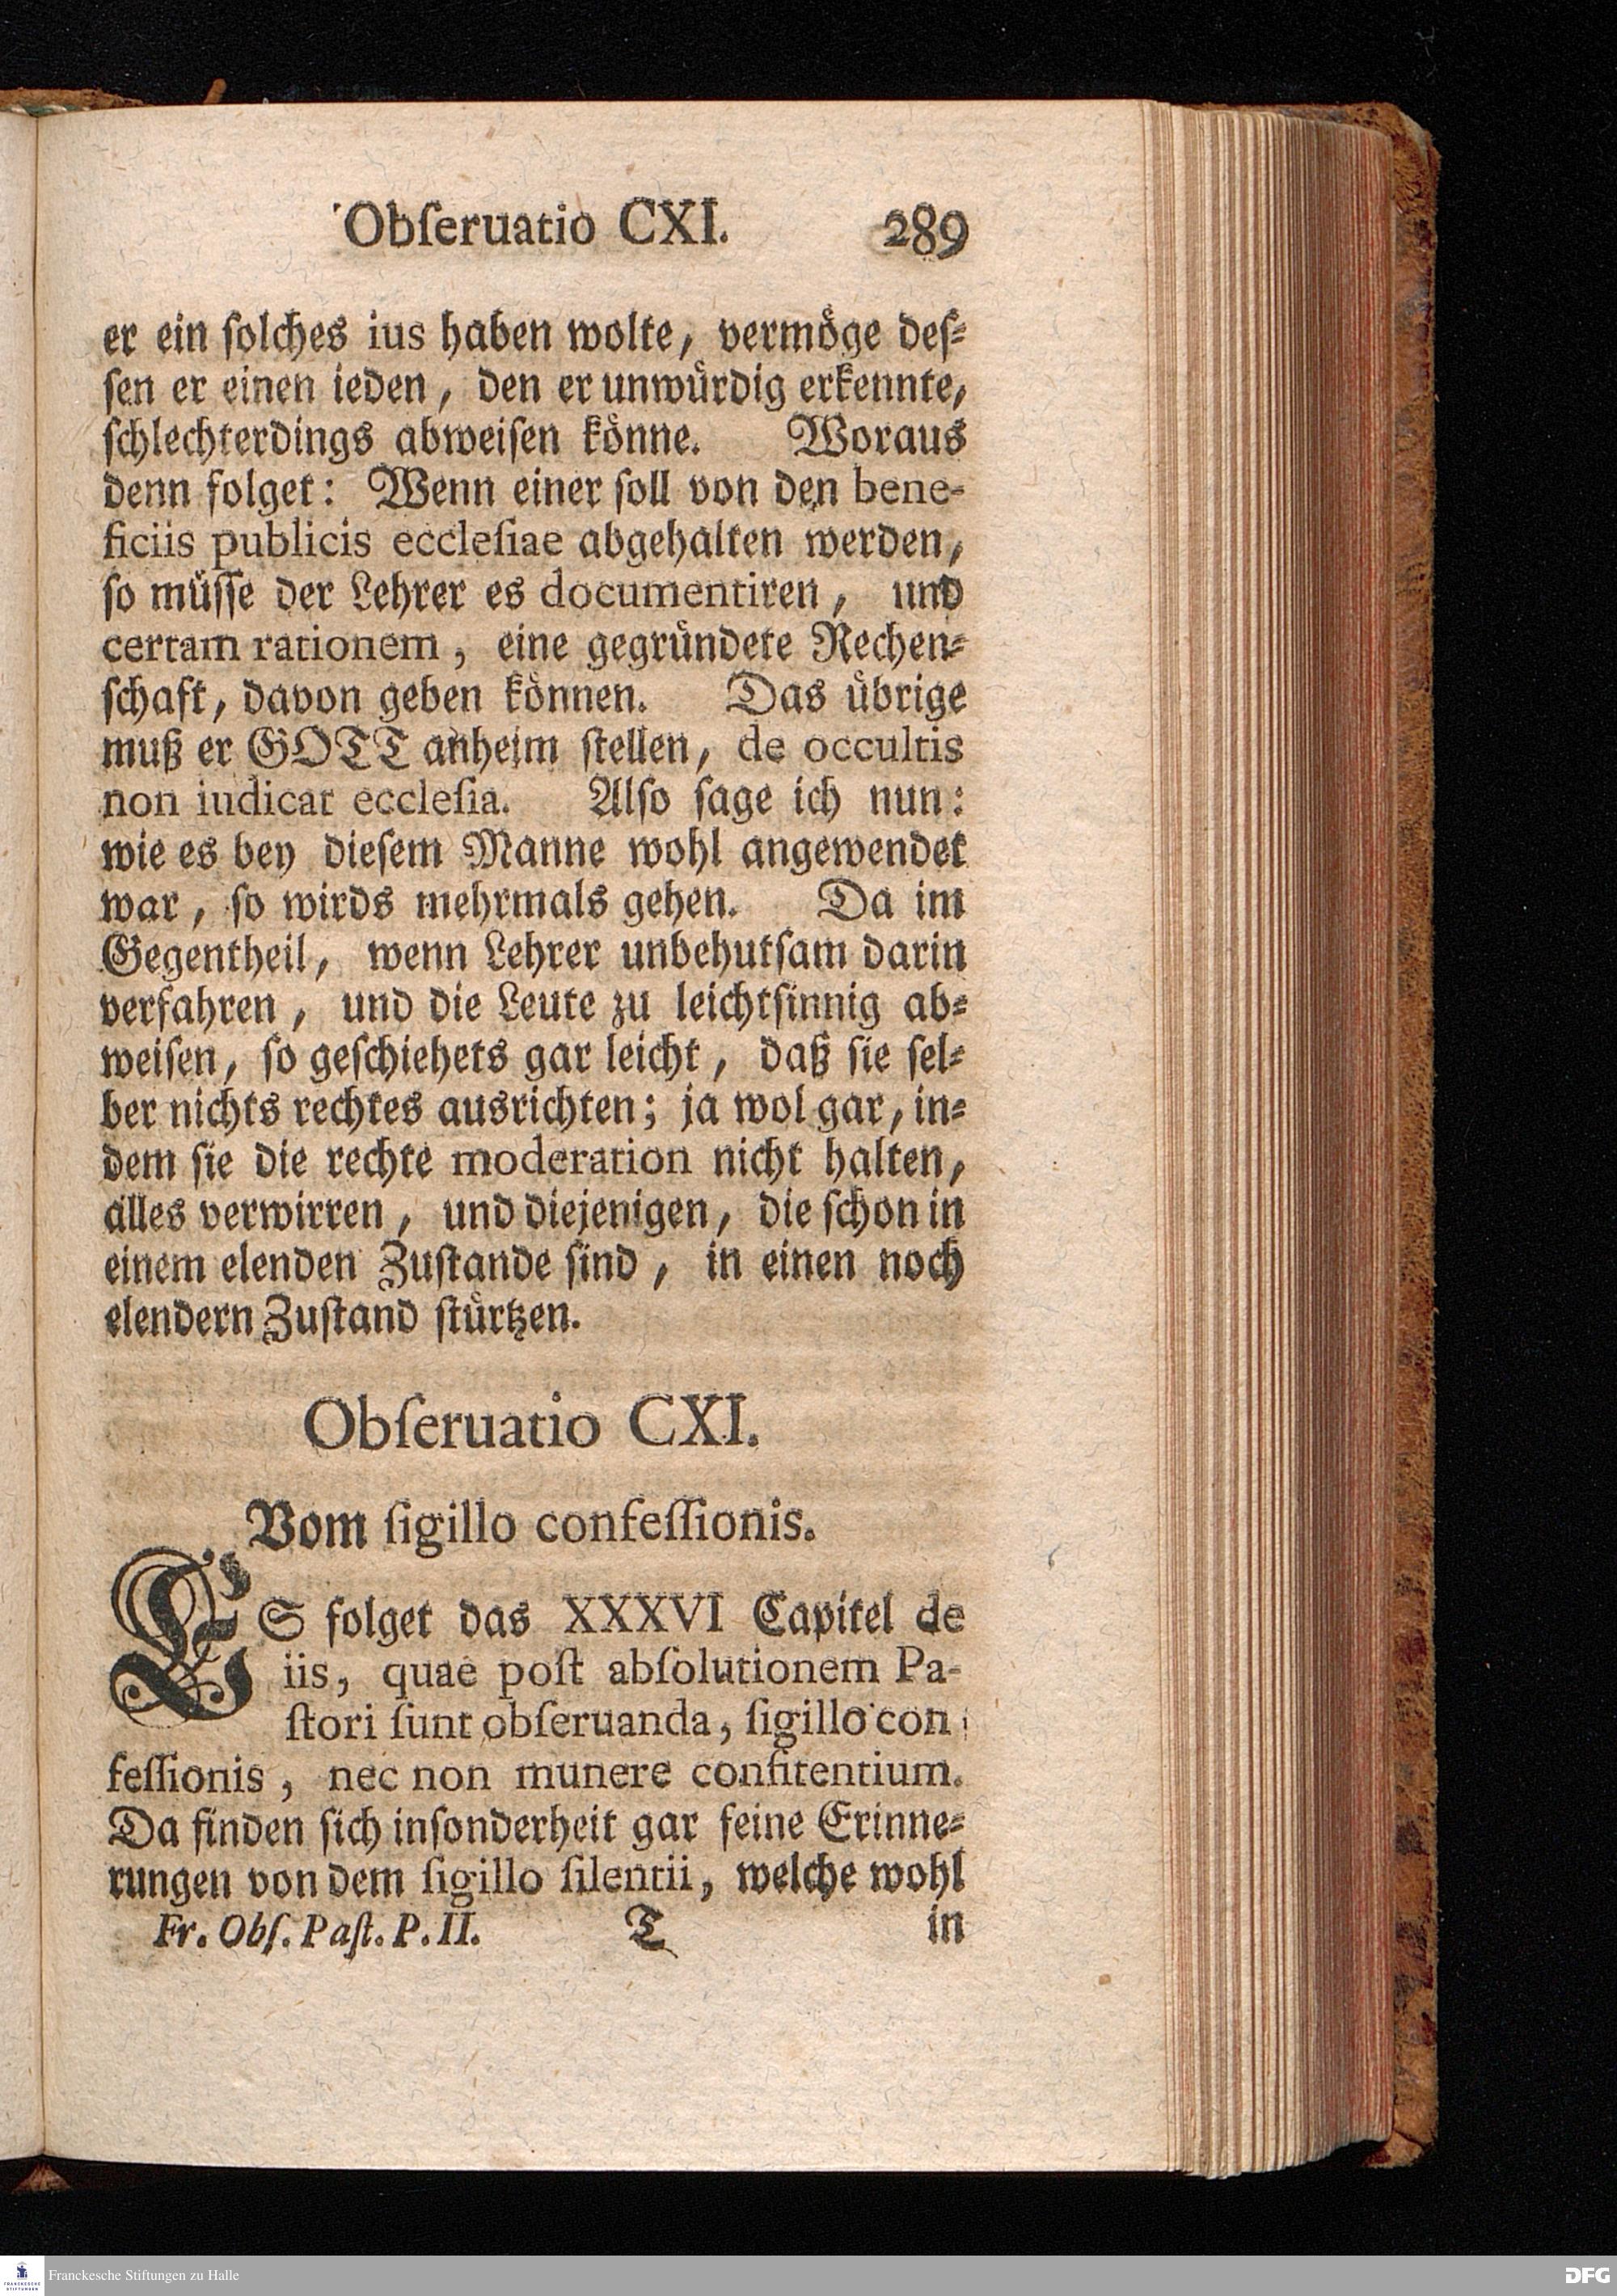 Obſeruatio CXI. 289
er ein ſolches ius haben wolte, vermöge deſ-
ſen er einen ieden, den er unwürdig erkennte,
ſchlechterdings abweiſen könne. Woraus
denn folget: Wenn einer ſoll von den bene-
ficiis publicis eccleſiae abgehalten werden,
ſo müſſe der Lehrer es documentiren, und
certam rationem, eine gegründete Rechen-
ſchaft, davon geben können. Das übrige
muß er GOTT anheim ſtellen, de occultis
non iudicat eccleſia. Alſo ſage ich nun:
wie es bey dieſem Manne wohl angewendet
war, ſo wirds mehrmals gehen. Da im
Gegentheil, wenn Lehrer unbehutſam darin
verfahren, und die Leute zu leichtſinnig ab-
weiſen, ſo geſchiehets gar leicht, daß ſie ſel-
ber nichts rechtes ausrichten; ja wol gar, in-
dem ſie die rechte moderation nicht halten,
alles verwirren, und diejenigen, die ſchon in
einem elenden Zuſtande ſind, in einen noch
elendern Zuſtand ſtürtzen.
Obſeruatio CXI.
Vom ſigillo confeſſionis.
ES folget das XXXVI Capitel de
iis, quae poſt abſolutionem Pa-
ſtori ſunt obſeruanda, ſigillo con
feſſionis, nec non munere confitentium.
Da finden ſich inſonderheit gar feine Erinne-
rungen von dem ſigillo ſilentii, welche wohl
Fr. Obſ. Paſt. P. II. T in
Franckesche Stiftungen zu Halle
DFG